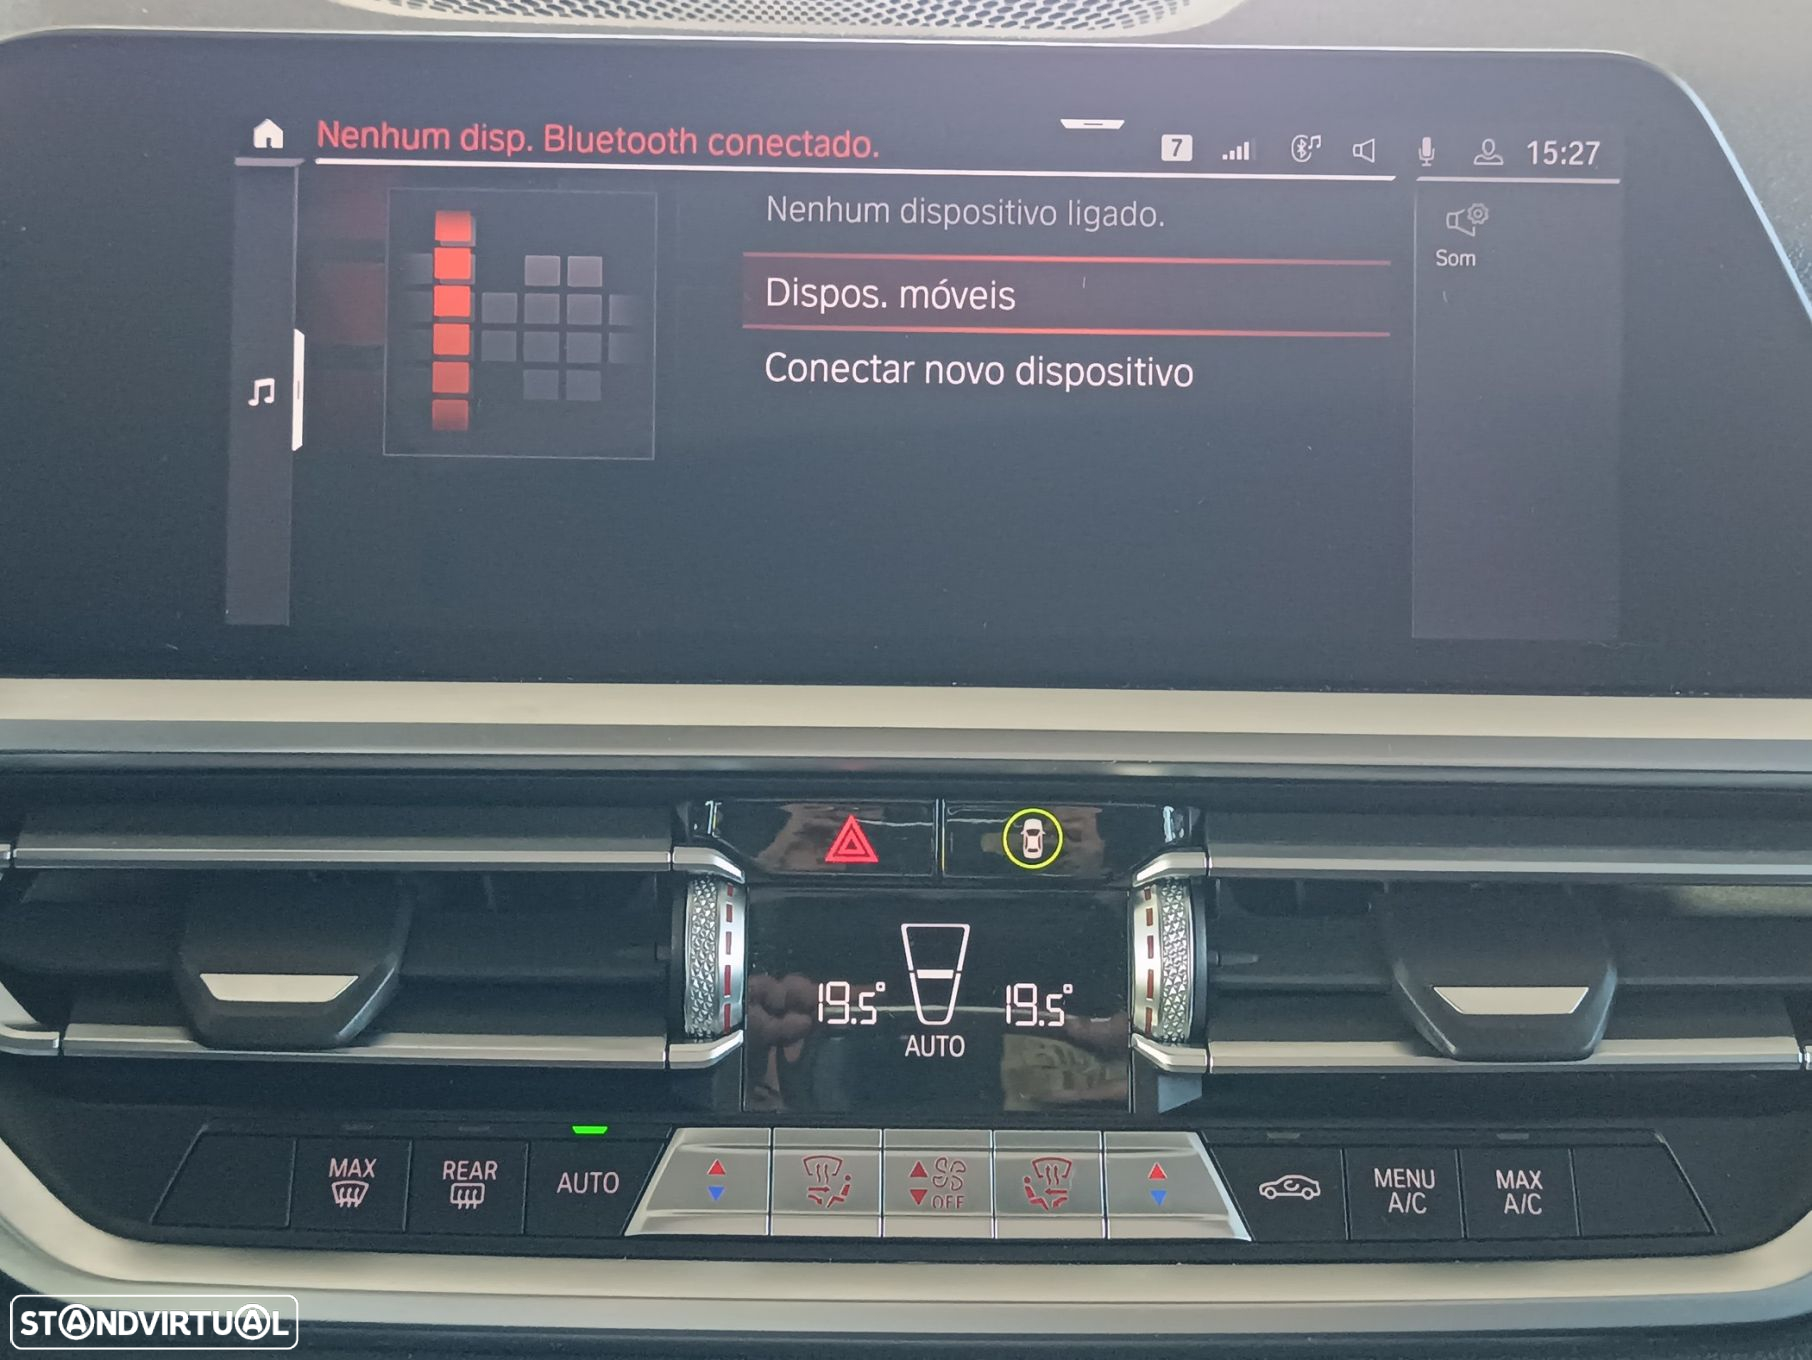 Nenhum disp. Bluetooth conectado.
7
15:27
Nenhum dispositivo ligado.
Som
Dispos. móveis
Conectar novo dispositivo
19.5°
19.5°
AUTO
MAX
REAR
AUTO
OFF
MENU
A/C
MAX
A/C
STANDVIRTUAL